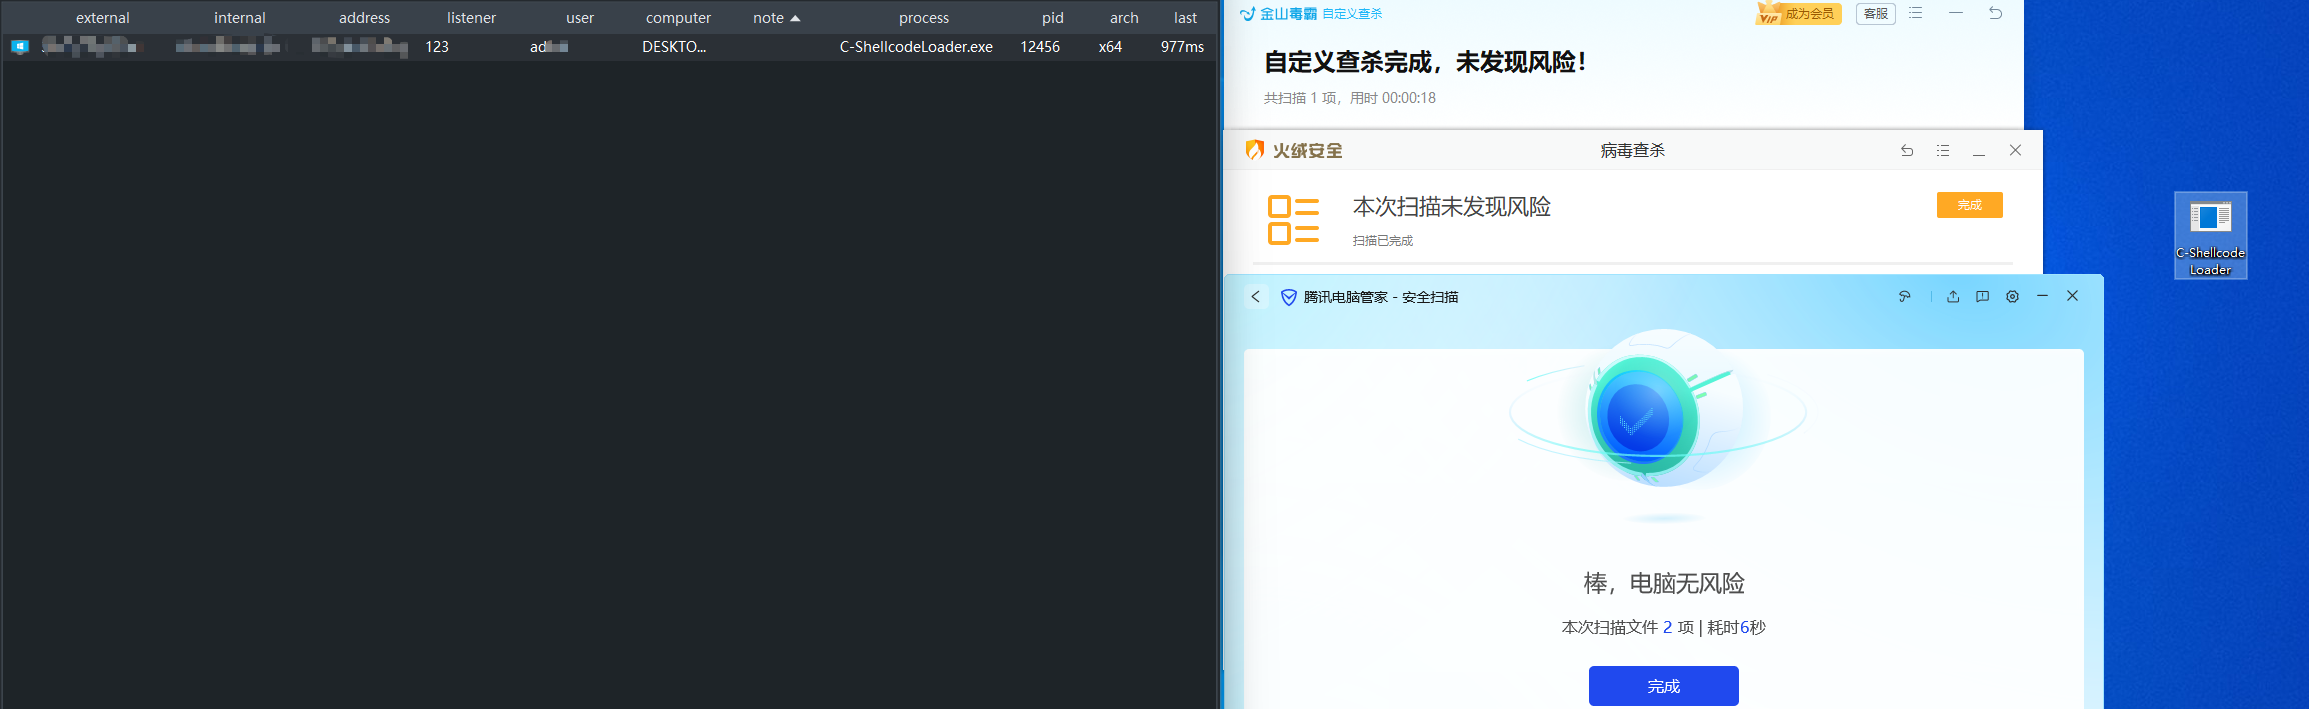 external internal address listener user computer note process pid arch last
123 DESKTO... C-ShellcodeLoader.exe 12456 x64 977ms
金山毒霸 自定义查杀 VIP 成为会员 客服
自定义查杀完成，未发现风险！
共扫描 1 项，用时 00:00:18
火绒安全 病毒查杀
本次扫描未发现风险 完成
扫描已完成
腾讯电脑管家 - 安全扫描
棒，电脑无风险
本次扫描文件 2 项 | 耗时6秒
完成
C-Shellcode
Loader